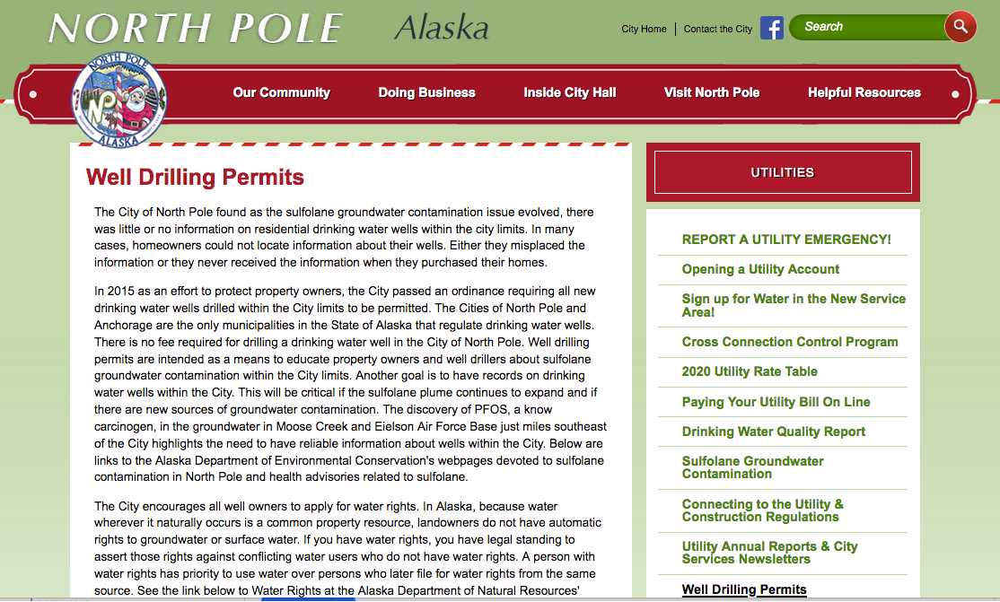 NORTH POLE Alaska
City Home | Contact the City
Search
NORTH POLE
NP
ALASKA
Our Community
Doing Business
Inside City Hall
Visit North Pole
Helpful Resources
Well Drilling Permits
The City of North Pole found as the sulfolane groundwater contamination issue evolved, there
was little or no information on residential drinking water wells within the city limits. In many
cases, homeowners could not locate information about their wells. Either they misplaced the
information or they never received the information when they purchased their homes.
In 2015 as an effort to protect property owners, the City passed an ordinance requiring all new
drinking water wells drilled within the City limits to be permitted. The Cities of North Pole and
Anchorage are the only municipalities in the State of Alaska that regulate drinking water wells.
There is no fee required for drilling a drinking water well in the City of North Pole. Well drilling
permits are intended as a means to educate property owners and well drillers about sulfolane
groundwater contamination within the City limits. Another goal is to have records on drinking
water wells within the City. This will be critical if the sulfolane plume continues to expand and if
there are new sources of groundwater contamination. The discovery of PFOS, a know
carcinogen, in the groundwater in Moose Creek and Eielson Air Force Base just miles southeast
of the City highlights the need to have reliable information about wells within the City. Below are
links to the Alaska Department of Environmental Conservation's webpages devoted to sulfolane
contamination in North Pole and health advisories related to sulfolane.
The City encourages all well owners to apply for water rights. In Alaska, because water
wherever it naturally occurs is a common property resource, landowners do not have automatic
rights to groundwater or surface water. If you have water rights, you have legal standing to
assert those rights against conflicting water users who do not have water rights. A person with
water rights has priority to use water over persons who later file for water rights from the same
source. See the link below to Water Rights at the Alaska Department of Natural Resources'
UTILITIES
REPORT A UTILITY EMERGENCY!
Opening a Utility Account
Sign up for Water in the New Service
Area!
Cross Connection Control Program
2020 Utility Rate Table
Paying Your Utility Bill On Line
Drinking Water Quality Report
Sulfolane Groundwater
Contamination
Connecting to the Utility &
Construction Regulations
Utility Annual Reports & City
Services Newsletters
Well Drilling Permits